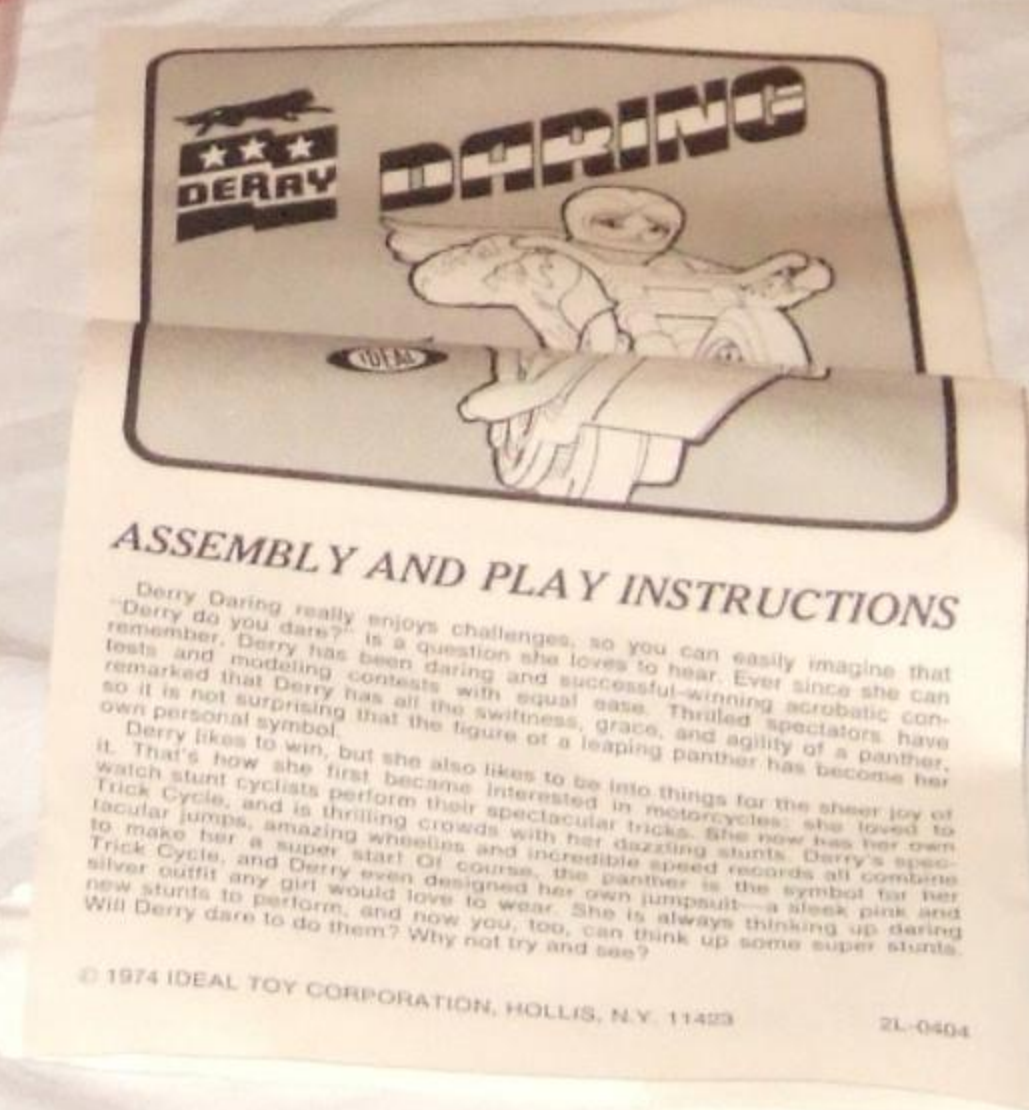 DERRY
DARING
IDEAL
ASSEMBLY AND PLAY INSTRUCTIONS
Derry Daring really enjoys challenges, so you can easily imagine that
"Derry do you dare?" is a question she loves to hear. Ever since she can
remember, Derry has been daring and successful-winning acrobatic con-
tests and modeling contests with equal ease. Thrilled spectators have
remarked that Derry has all the swiftness, grace, and agility of a panther,
so it is not surprising that the figure of a leaping panther has become her
own personal symbol.
Derry likes to win, but she also likes to be into things for the sheer joy of
it. That's how she first became interested in motorcycles: she loved to
watch stunt cyclists perform their spectacular tricks. She now has her own
Trick Cycle, and is thrilling crowds with her dazzling stunts. Derry's spec-
tacular jumps, amazing wheelies and incredible speed records all combine
to make her a super star! Of course, the panther is the symbol for her
Trick Cycle, and Derry even designed her own jumpsuit—a sleek pink and
silver outfit any girl would love to wear. She is always thinking up daring
new stunts to perform, and now you, too, can think up some super stunts.
Will Derry dare to do them? Why not try and see?
© 1974 IDEAL TOY CORPORATION, HOLLIS, N.Y. 11423
2L-0404